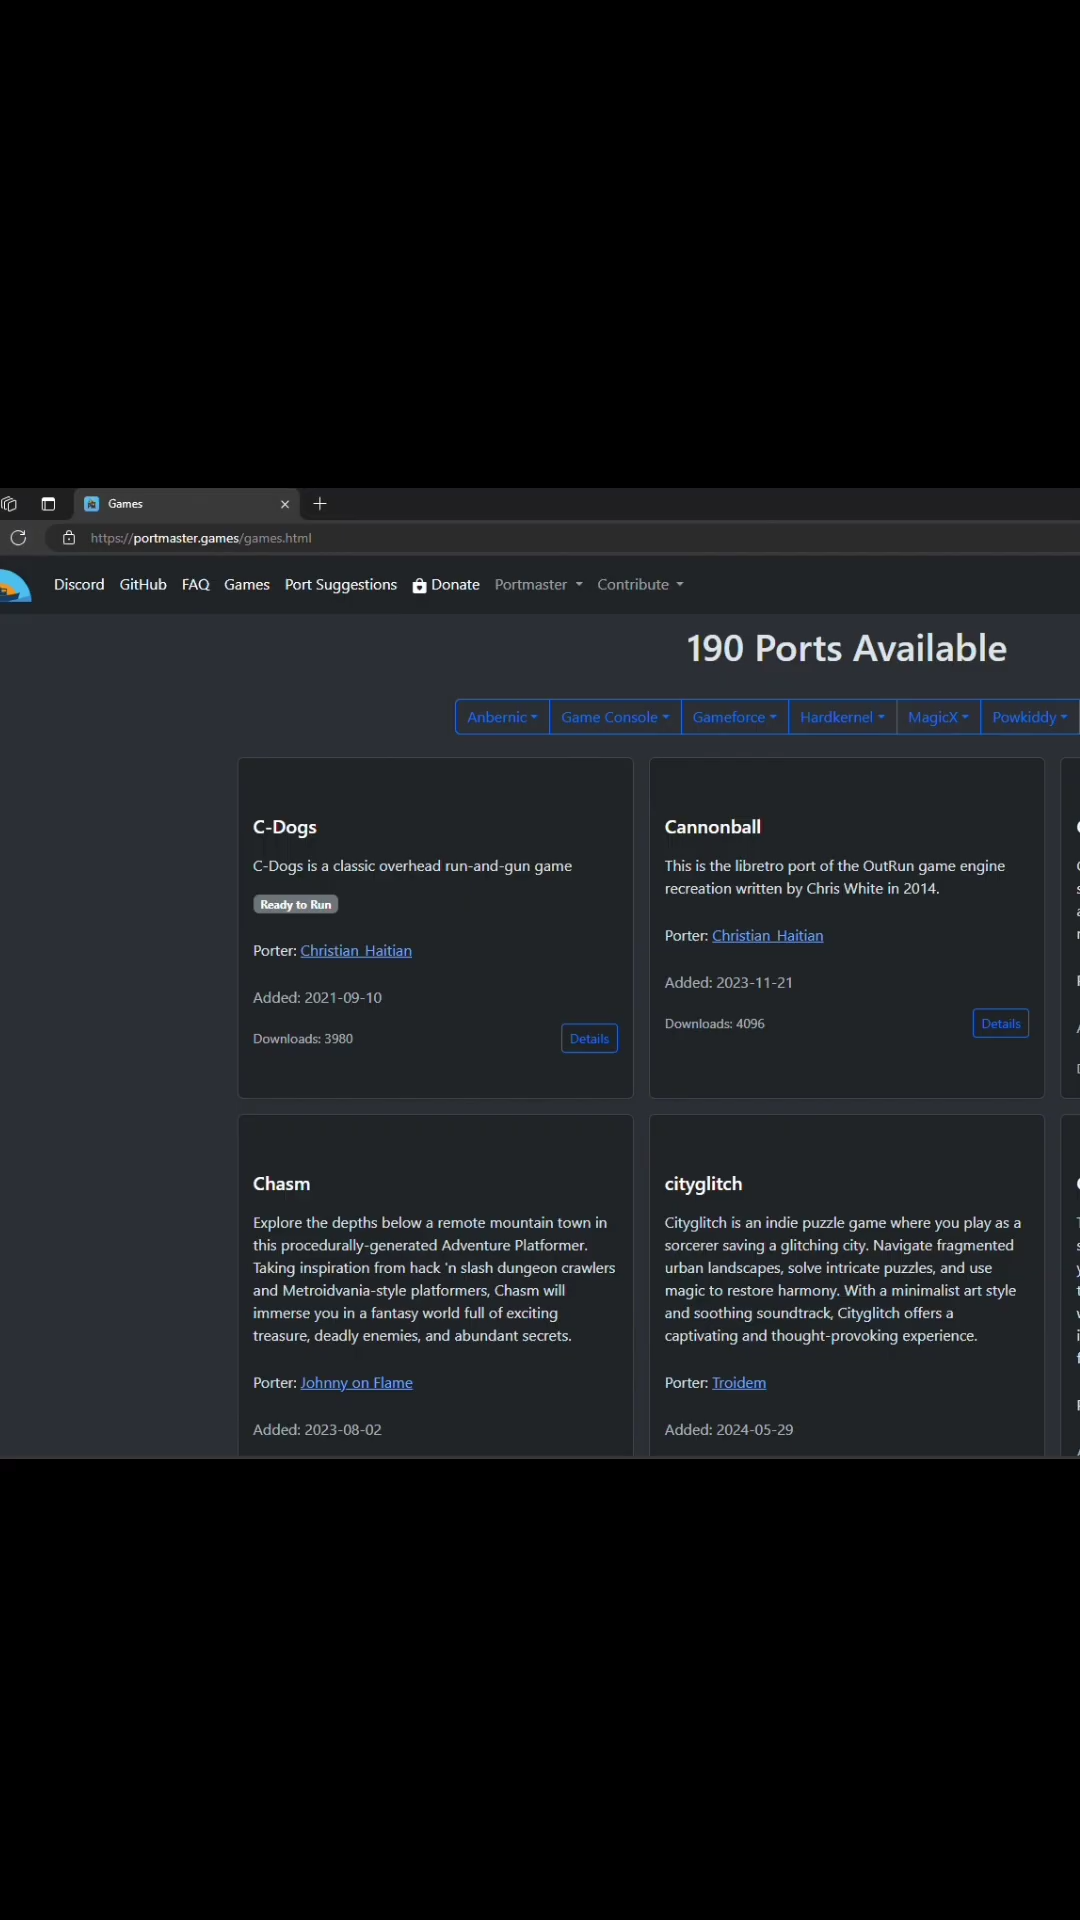 Games
https://portmaster.games/games.html
Discord GitHub FAQ Games Port Suggestions Donate Portmaster Contribute
190 Ports Available
Anbernic Game Console Gameforce Hardkernel MagicX Powkiddy
C-Dogs
C-Dogs is a classic overhead run-and-gun game
Ready to Run
Porter: Christian_Haitian
Added: 2021-09-10
Downloads: 3980 Details
Cannonball
This is the libretro port of the OutRun game engine
recreation written by Chris White in 2014.
Porter: Christian_Haitian
Added: 2023-11-21
Downloads: 4096 Details
Chasm
Explore the depths below a remote mountain town in
this procedurally-generated Adventure Platformer.
Taking inspiration from hack 'n slash dungeon crawlers
and Metroidvania-style platformers, Chasm will
immerse you in a fantasy world full of exciting
treasure, deadly enemies, and abundant secrets.
Porter: Johnny on Flame
Added: 2023-08-02
cityglitch
Cityglitch is an indie puzzle game where you play as a
sorcerer saving a glitching city. Navigate fragmented
urban landscapes, solve intricate puzzles, and use
magic to restore harmony. With a minimalist art style
and soothing soundtrack, Cityglitch offers a
captivating and thought-provoking experience.
Porter: Troidem
Added: 2024-05-29